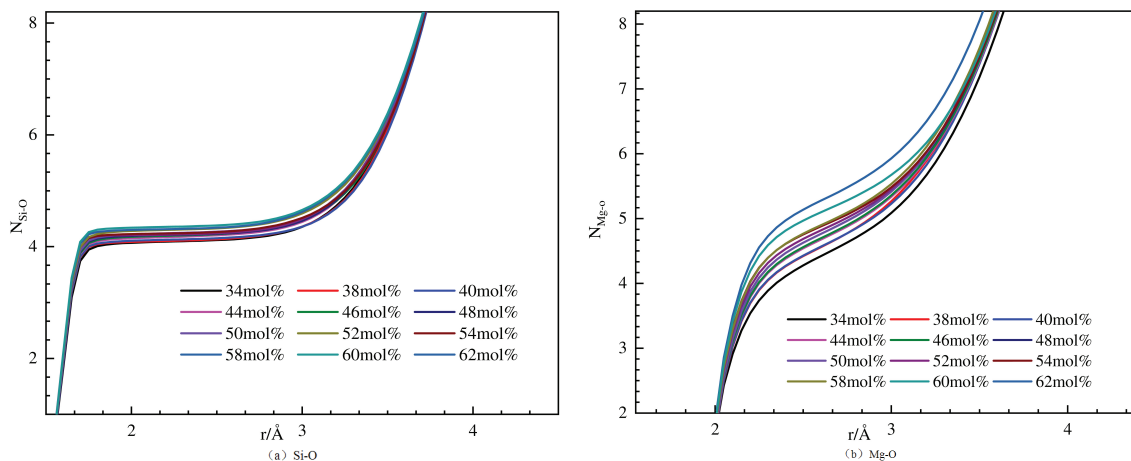 8
6
4
2
N Si-O
34mol% 38mol% 40mol%
44mol% 46mol% 48mol%
50mol% 52mol% 54mol%
58mol% 60mol% 62mol%
2 3 4
r/Å
(a) Si-O
8
7
6
5
4
3
2
N Mg-o
34mol% 38mol% 40mol%
44mol% 46mol% 48mol%
50mol% 52mol% 54mol%
58mol% 60mol% 62mol%
2 3 4
r/Å
(b) Mg-O